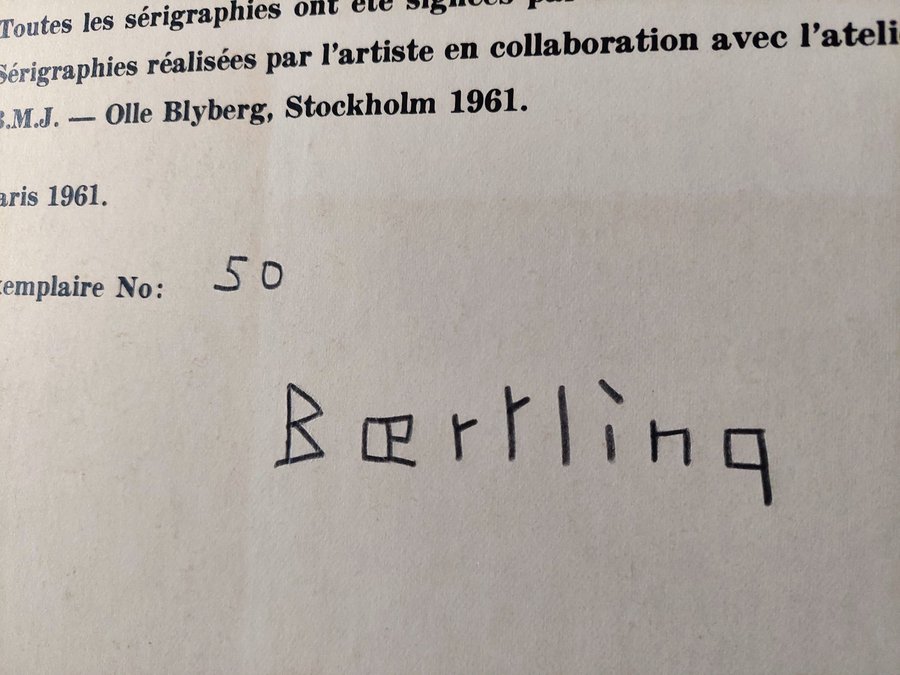 Toutes les sérigraphies ont été signées
Sérigraphies réalisées par l'artiste en collaboration avec l'ateli
B.M.J. — Olle Blyberg, Stockholm 1961.
aris 1961.
emplaire No: 50
Bœrtling